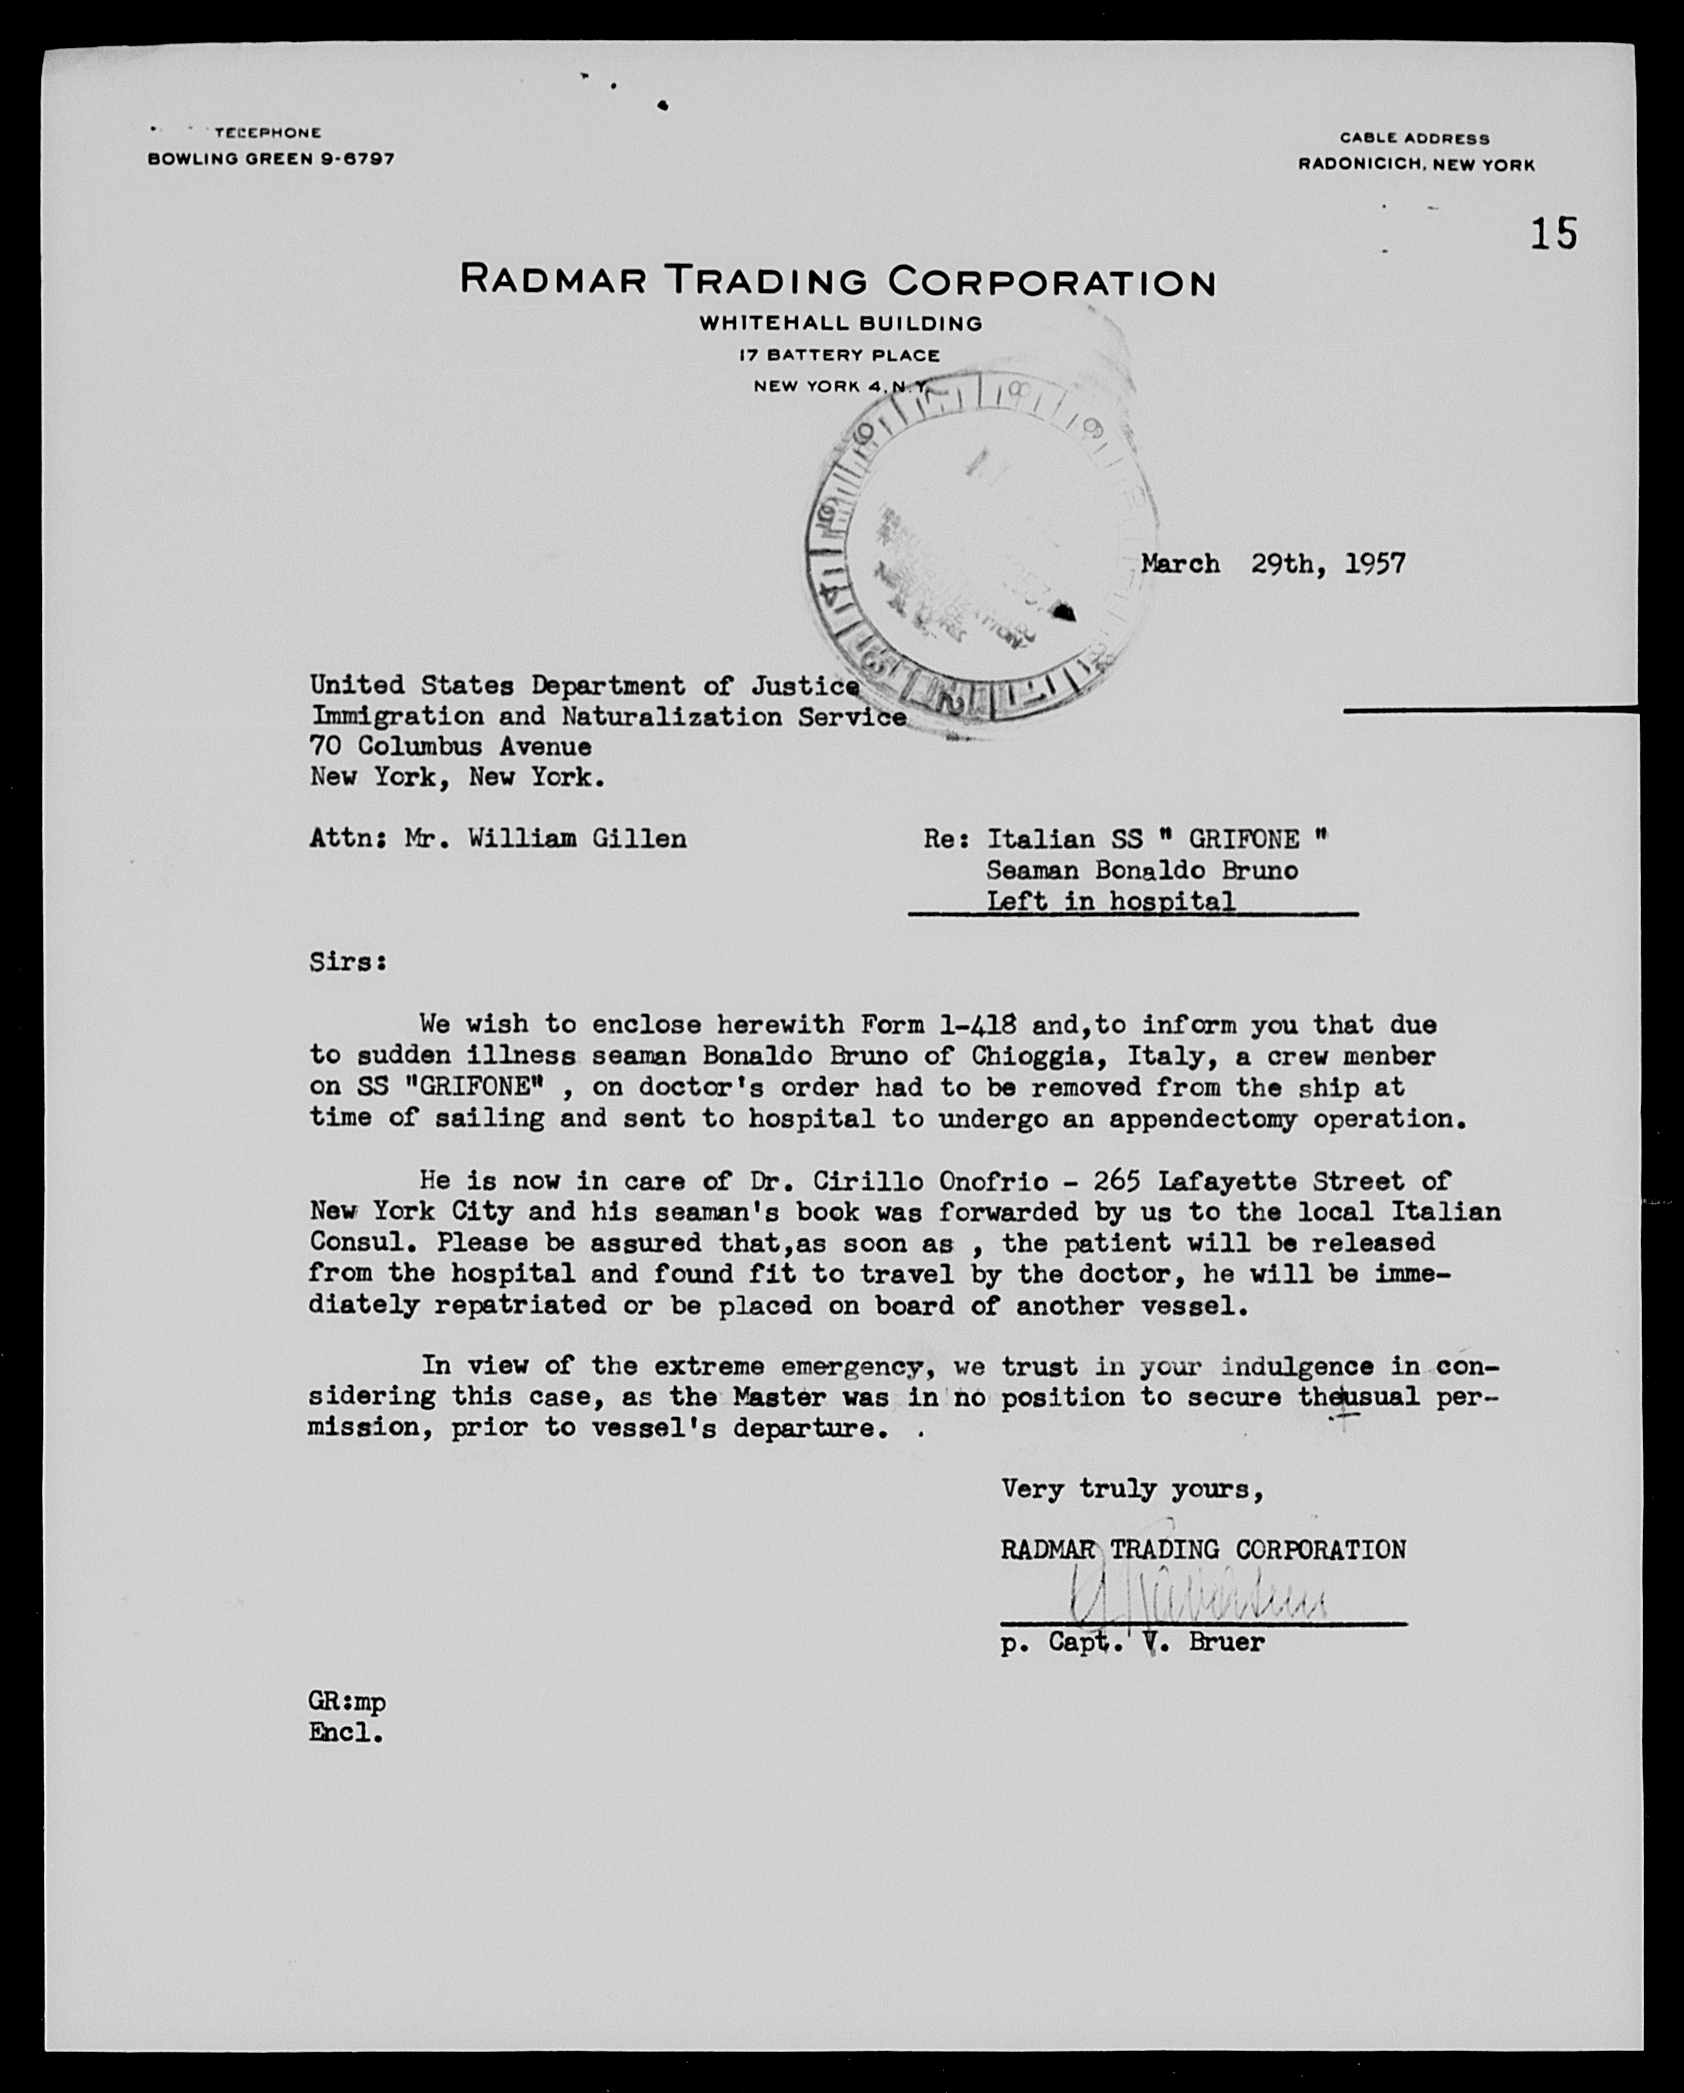 TELEPHONE
BOWLING GREEN 9-6797
CABLE ADDRESS
RADONICICH, NEW YORK
15
RADMAR TRADING CORPORATION
WHITEHALL BUILDING
17 BATTERY PLACE
NEW YORK 4, N.Y.
March 29th, 1957
United States Department of Justice
Immigration and Naturalization Service
70 Columbus Avenue
New York, New York.
Attn: Mr. William Gillen
Re: Italian SS " GRIFONE "
Seaman Bonaldo Bruno
Left in hospital
Sirs:
We wish to enclose herewith Form 1-418 and,to inform you that due
to sudden illness seaman Bonaldo Bruno of Chioggia, Italy, a crew menber
on SS "GRIFONE" , on doctor's order had to be removed from the ship at
time of sailing and sent to hospital to undergo an appendectomy operation.
He is now in care of Dr. Cirillo Onofrio - 265 Lafayette Street of
New York City and his seaman's book was forwarded by us to the local Italian
Consul. Please be assured that,as soon as , the patient will be released
from the hospital and found fit to travel by the doctor, he will be imme-
diately repatriated or be placed on board of another vessel.
In view of the extreme emergency, we trust in your indulgence in con-
sidering this case, as the Master was in no position to secure theusual per-
mission, prior to vessel's departure. .
Very truly yours,
RADMAR TRADING CORPORATION
p. Capt. V. Bruer
GR:mp
Encl.